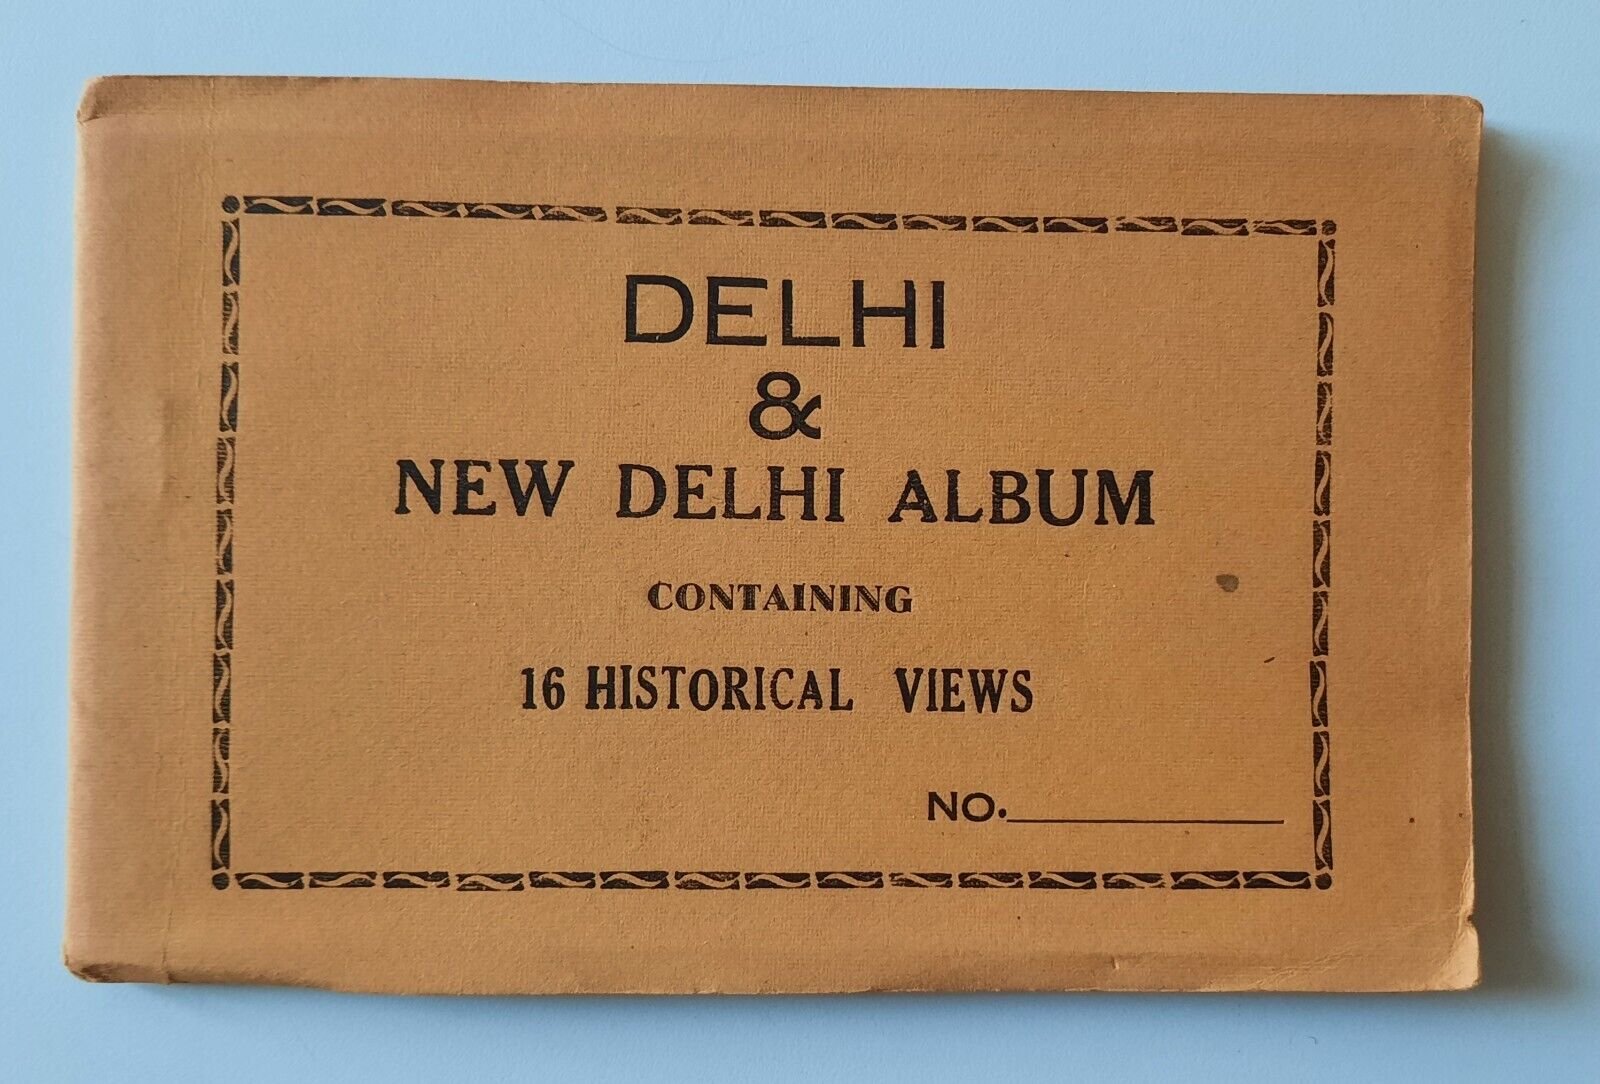 DELHI
&
NEW DELHI ALBUM
CONTAINING
16 HISTORICAL VIEWS
NO.